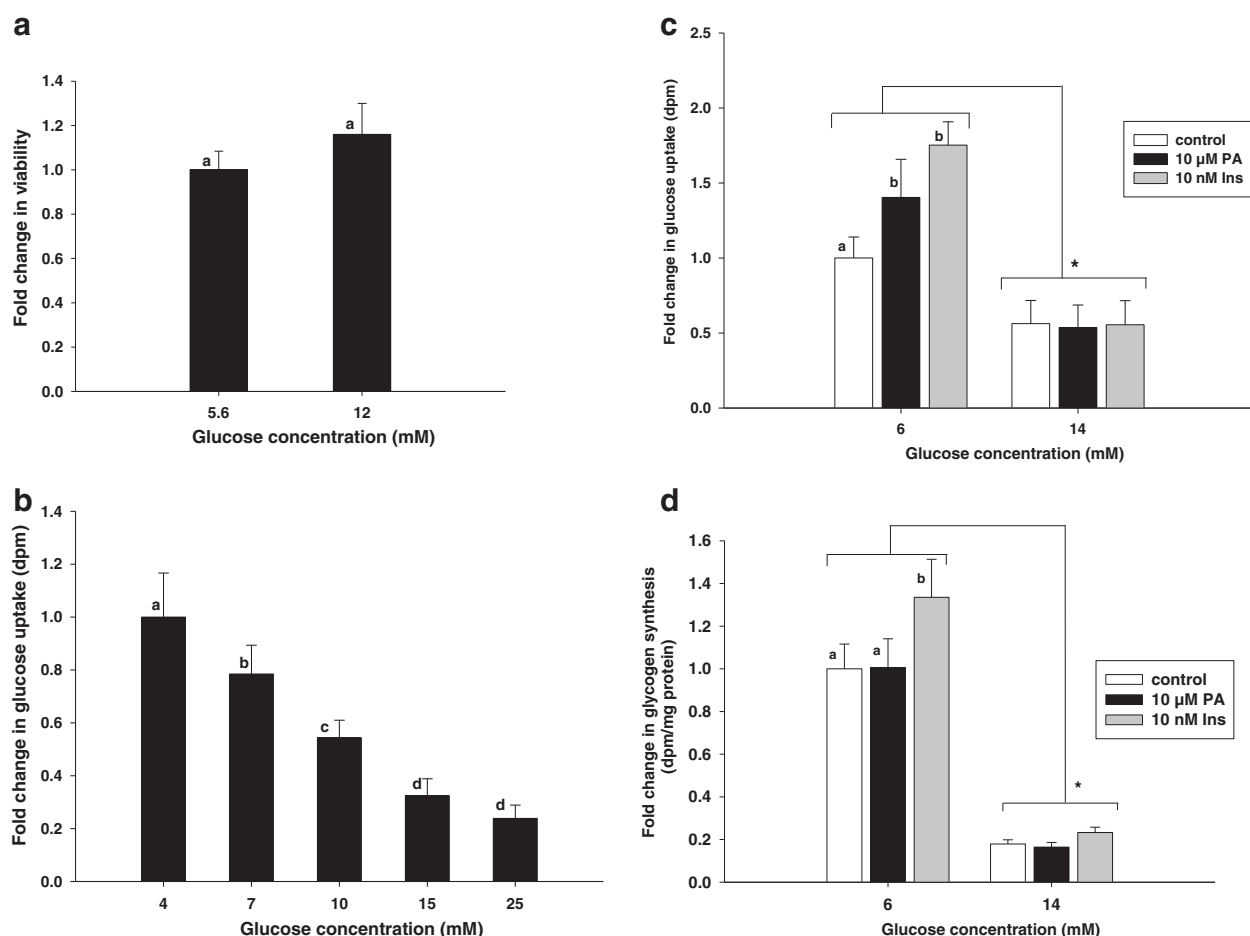 a
Fold change in viability
1.4
1.2
1.0
0.8
0.6
0.4
0.2
0.0
a
a
5.6
12
Glucose concentration (mM)
b
Fold change in glucose uptake (dpm)
1.4
1.2
1.0
0.8
0.6
0.4
0.2
0.0
a
b
c
d
d
4
7
10
15
25
Glucose concentration (mM)
c
Fold change in glucose uptake (dpm)
2.5
2.0
1.5
1.0
0.5
0.0
a
b
b
*
control
10 µM PA
10 nM Ins
6
14
Glucose concentration (mM)
d
Fold change in glycogen synthesis
(dpm/mg protein)
1.6
1.4
1.2
1.0
0.8
0.6
0.4
0.2
0.0
a
a
b
*
control
10 µM PA
10 nM Ins
6
14
Glucose concentration (mM)